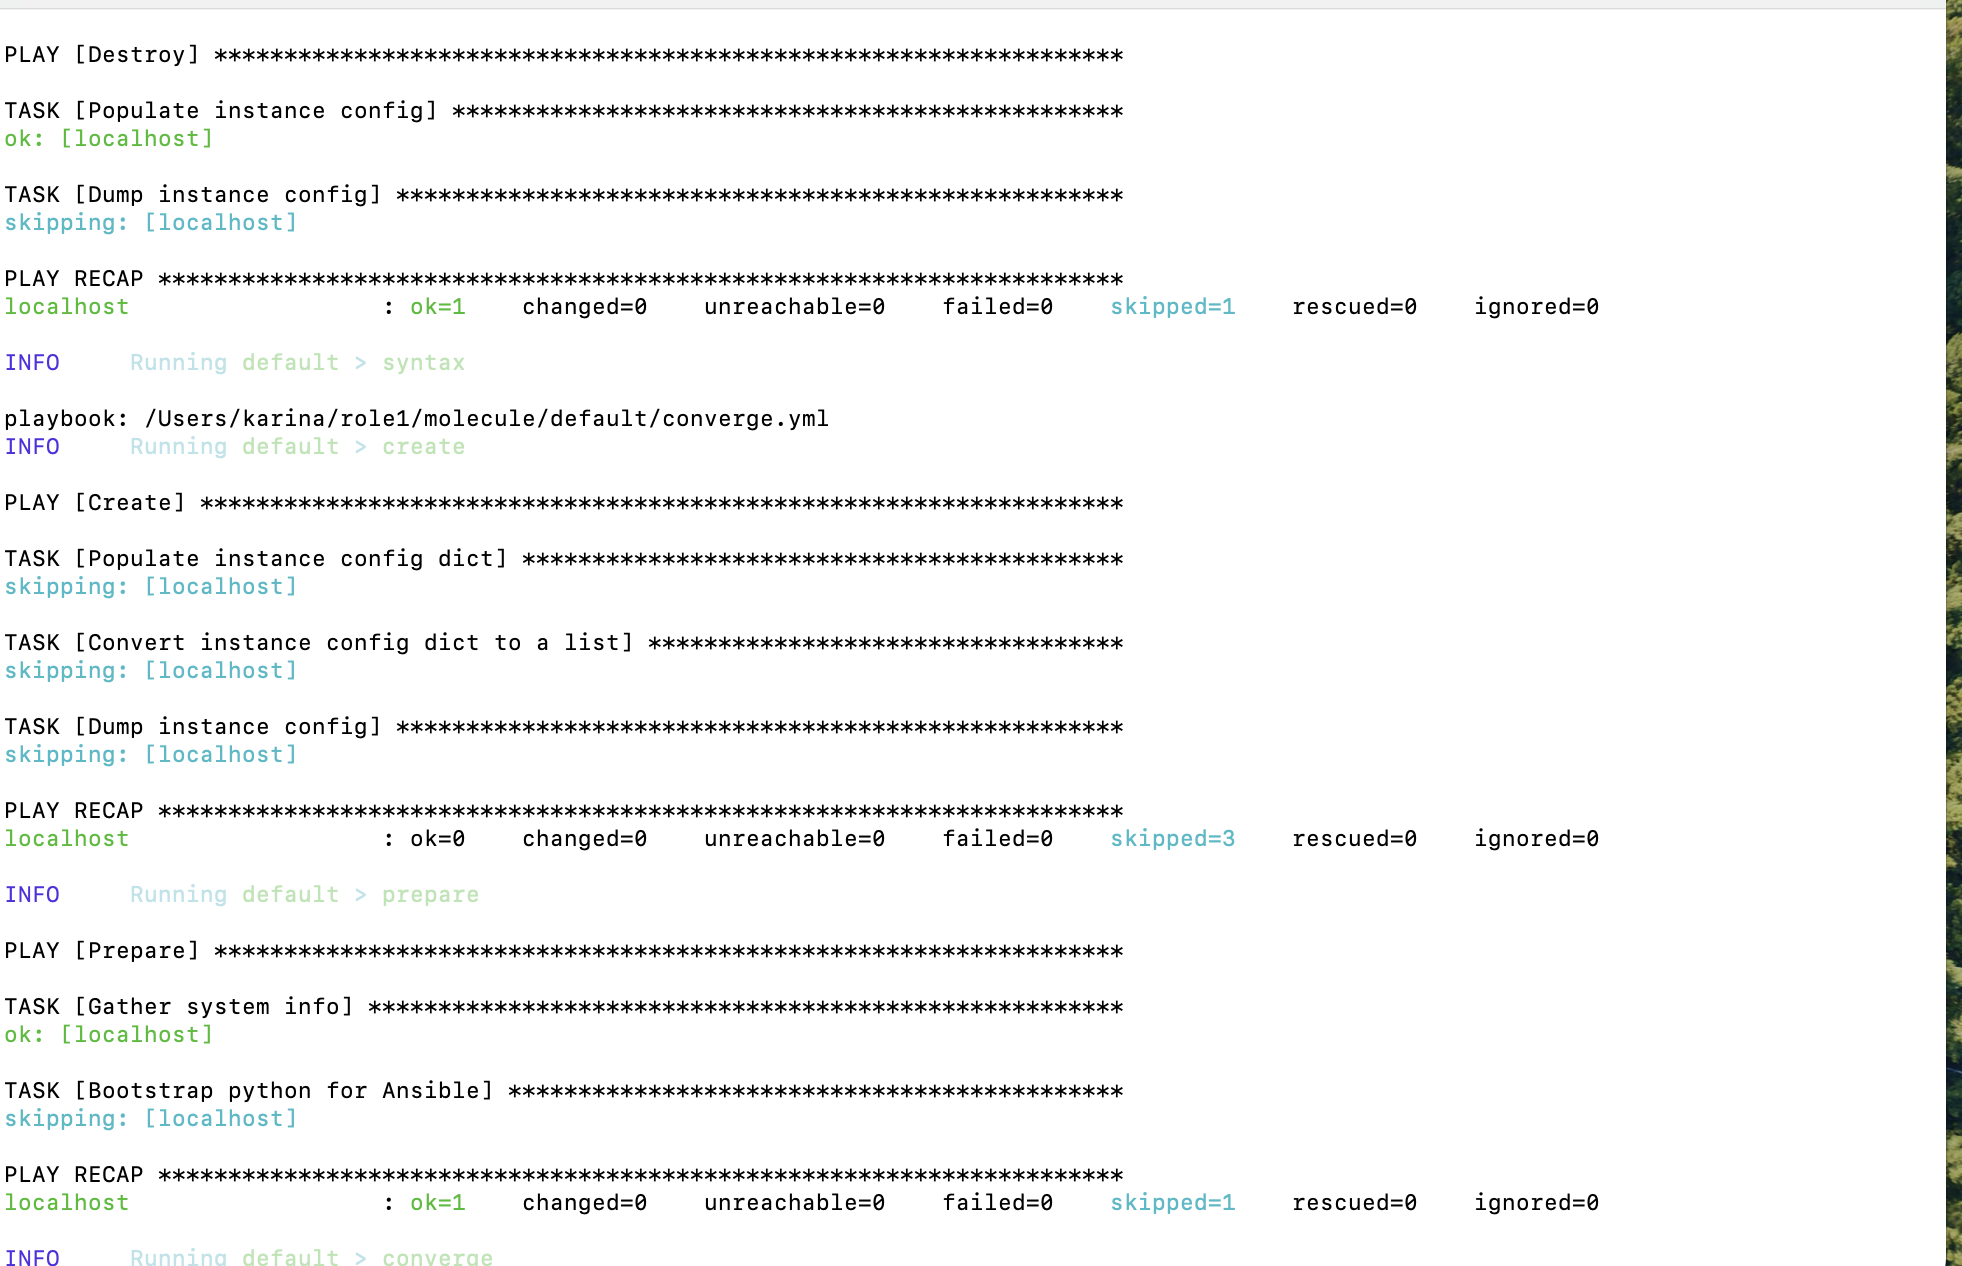 PLAY [Destroy] *****************************************************************
TASK [Populate instance config] ************************************************
ok: [localhost]
TASK [Dump instance config] ****************************************************
skipping: [localhost]
PLAY RECAP *********************************************************************
localhost                  : ok=1    changed=0    unreachable=0    failed=0    skipped=1    rescued=0    ignored=0
INFO     Running default > syntax
playbook: /Users/karina/role1/molecule/default/converge.yml
INFO     Running default > create
PLAY [Create] ******************************************************************
TASK [Populate instance config dict] *******************************************
skipping: [localhost]
TASK [Convert instance config dict to a list] **********************************
skipping: [localhost]
TASK [Dump instance config] ****************************************************
skipping: [localhost]
PLAY RECAP *********************************************************************
localhost                  : ok=0    changed=0    unreachable=0    failed=0    skipped=3    rescued=0    ignored=0
INFO     Running default > prepare
PLAY [Prepare] *****************************************************************
TASK [Gather system info] ******************************************************
ok: [localhost]
TASK [Bootstrap python for Ansible] ********************************************
skipping: [localhost]
PLAY RECAP *********************************************************************
localhost                  : ok=1    changed=0    unreachable=0    failed=0    skipped=1    rescued=0    ignored=0
INFO     Running default > converge